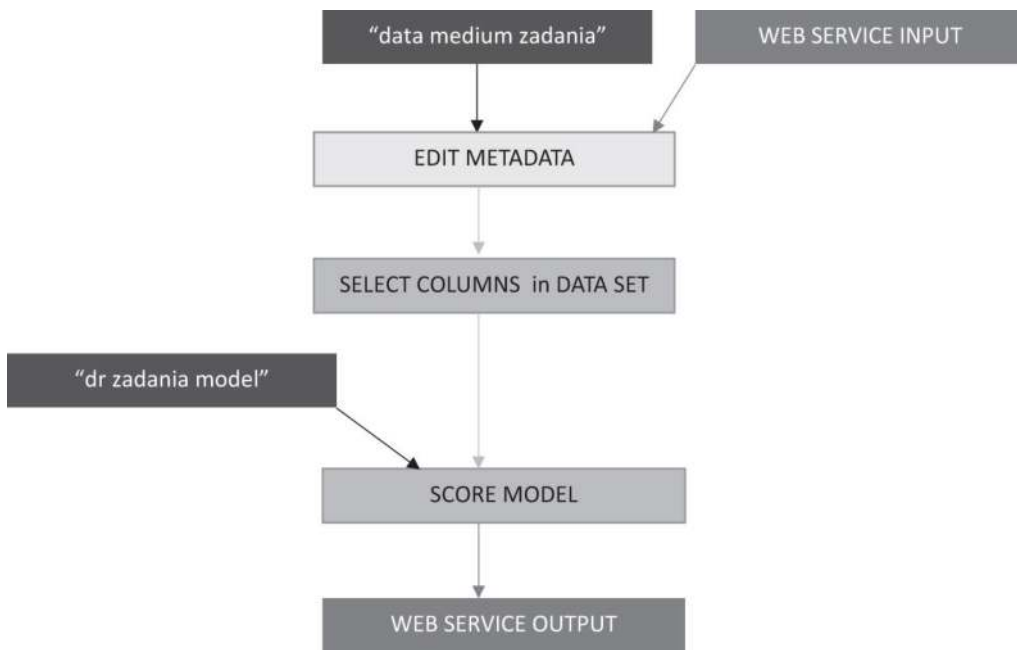 “data medium zadania”
WEB SERVICE INPUT
EDIT METADATA
SELECT COLUMNS in DATA SET
“dr zadania model”
SCORE MODEL
WEB SERVICE OUTPUT